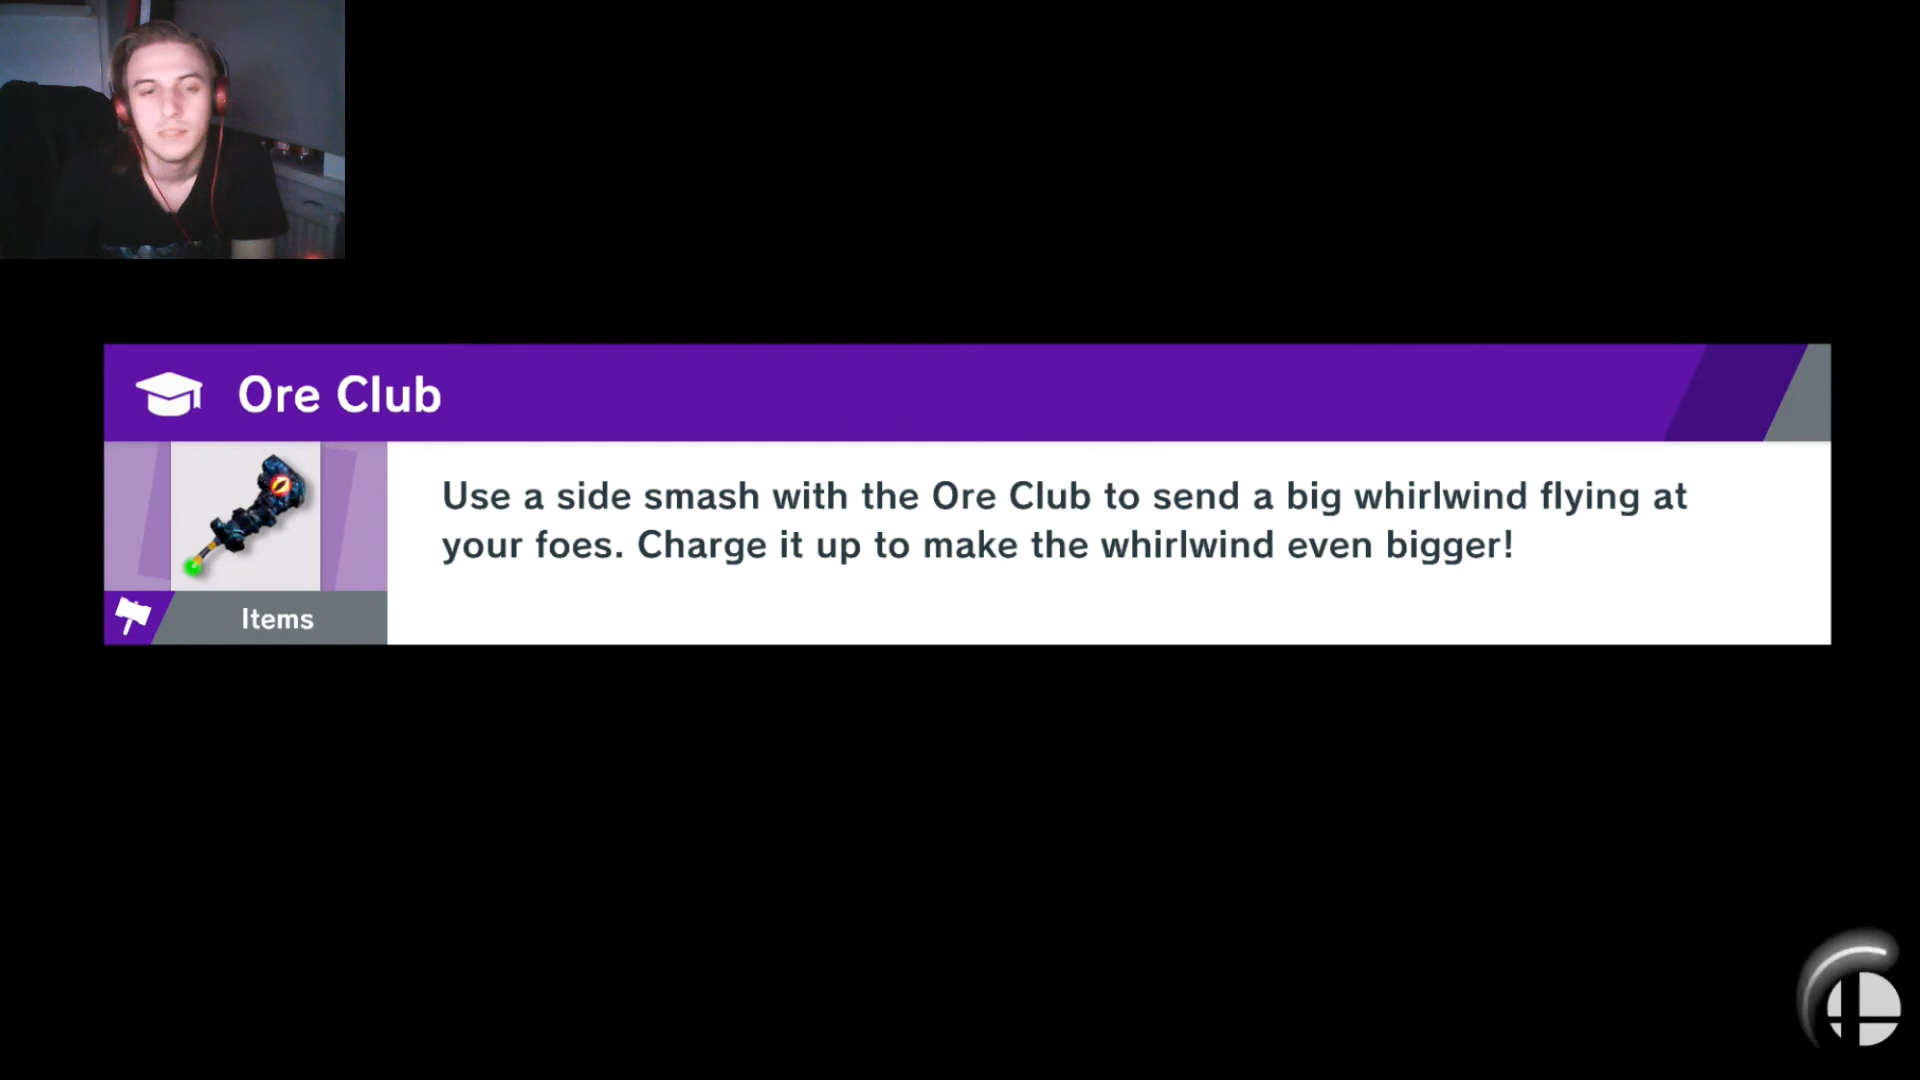 Ore Club
Use a side smash with the Ore Club to send a big whirlwind flying at
your foes. Charge it up to make the whirlwind even bigger!
Items